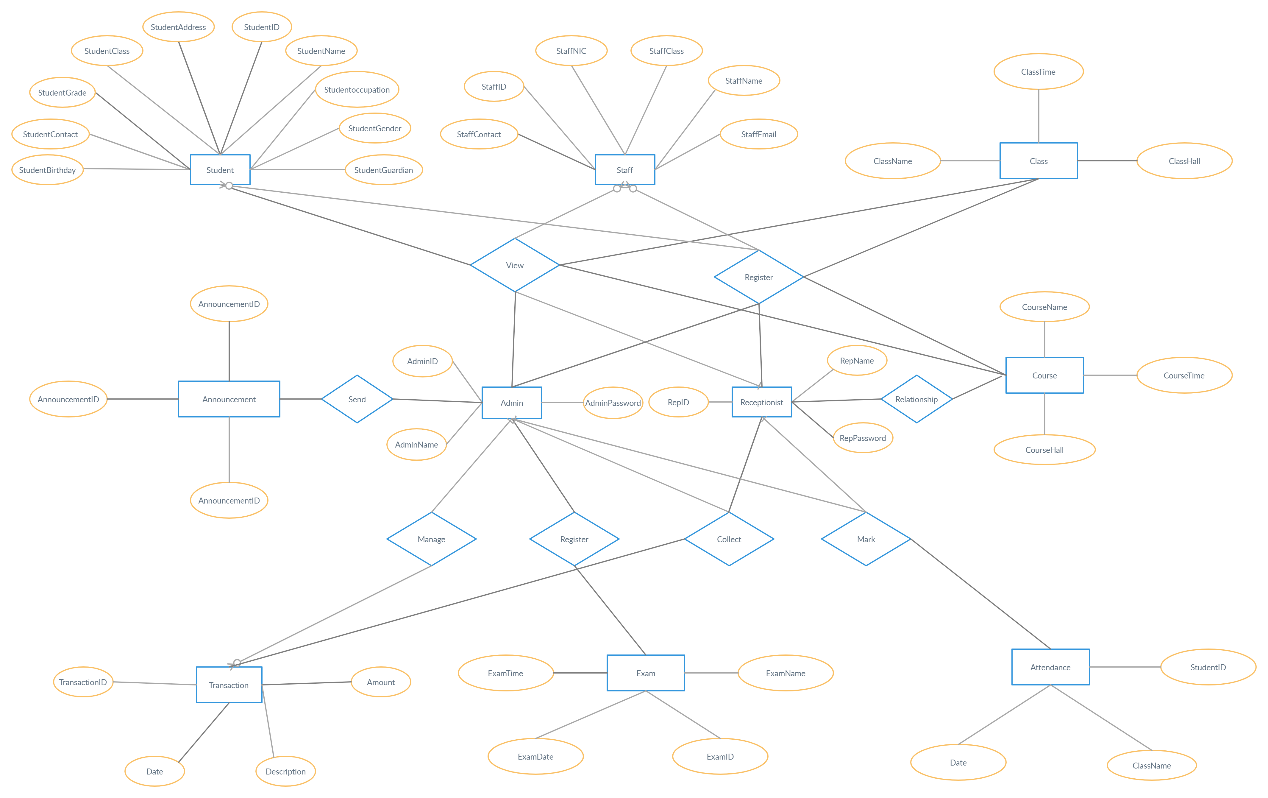 StudentAddress
StudentID
StudentClass
StudentName
StudentGrade
Studentoccupation
StudentContact
StudentGender
StudentBirthday
StudentGuardian
Student
StaffNIC
StaffClass
StaffID
StaffName
StaffContact
StaffEmail
Staff
ClassTime
ClassName
Class
ClassHall
View
Register
AnnouncementID
AnnouncementID
Announcement
Send
AnnouncementID
AdminID
Admin
AdminPassword
AdminName
RepID
Receptionist
RepName
RepPassword
Relationship
CourseName
Course
CourseTime
CourseHall
Manage
Register
Collect
Mark
TransactionID
Transaction
Amount
Date
Description
ExamTime
Exam
ExamName
ExamDate
ExamID
Attendance
StudentID
Date
ClassName